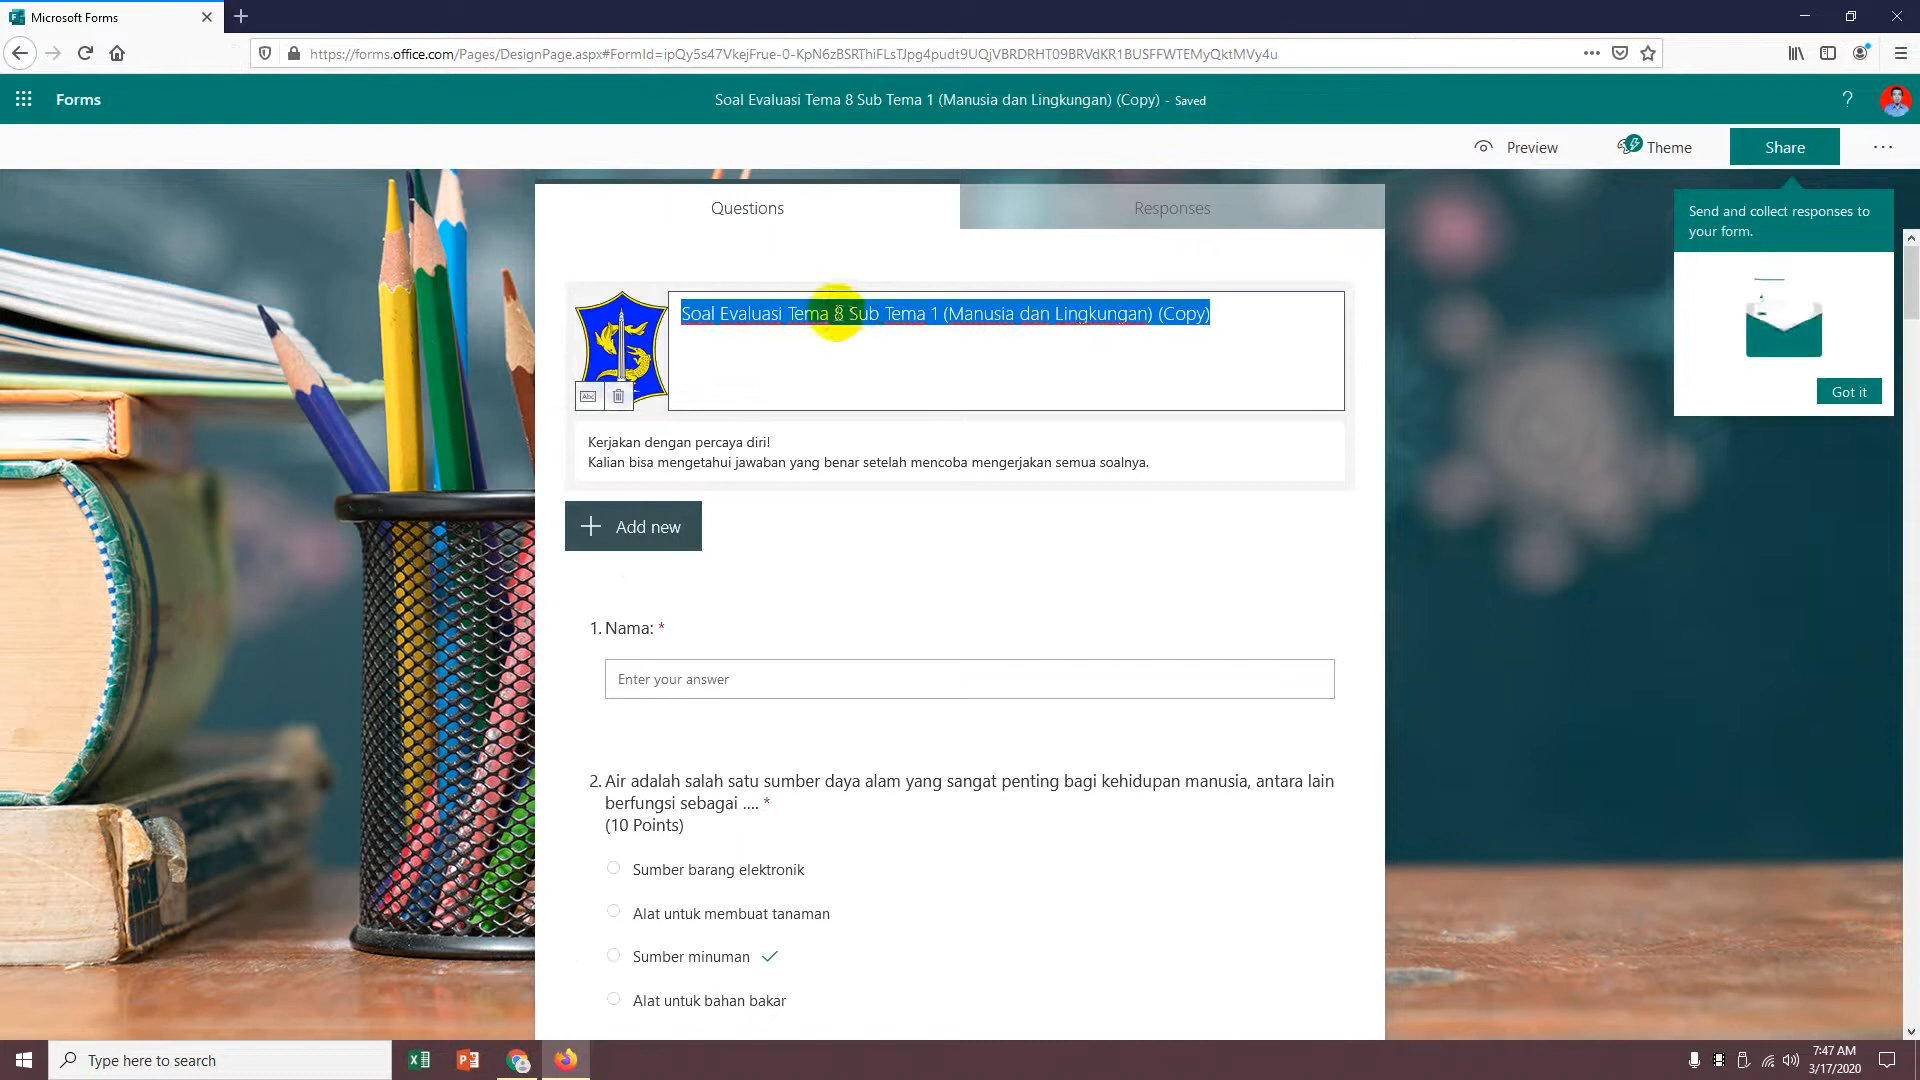 Microsoft Forms
https://forms.office.com/Pages/DesignPage.aspx#FormId=ipQy5s47VkejFrue-0-KpN6zBSRThiFLsTJpg4pudt9UQjVBRDRHT09BRVdKR1BUSFFWTEMyQktMVy4u
Forms
Soal Evaluasi Tema 8 Sub Tema 1 (Manusia dan Lingkungan) (Copy) - Saved
?
Preview
Theme
Share
Questions
Responses
Send and collect responses to
your form.
Got it
Soal Evaluasi Tema 8 Sub Tema 1 (Manusia dan Lingkungan) (Copy)
Abc
Kerjakan dengan percaya diri!
Kalian bisa mengetahui jawaban yang benar setelah mencoba mengerjakan semua soalnya.
Add new
1. Nama: *
Enter your answer
2. Air adalah salah satu sumber daya alam yang sangat penting bagi kehidupan manusia, antara lain
berfungsi sebagai .... *
(10 Points)
Sumber barang elektronik
Alat untuk membuat tanaman
Sumber minuman
Alat untuk bahan bakar
Type here to search
7:47 AM
3/17/2020